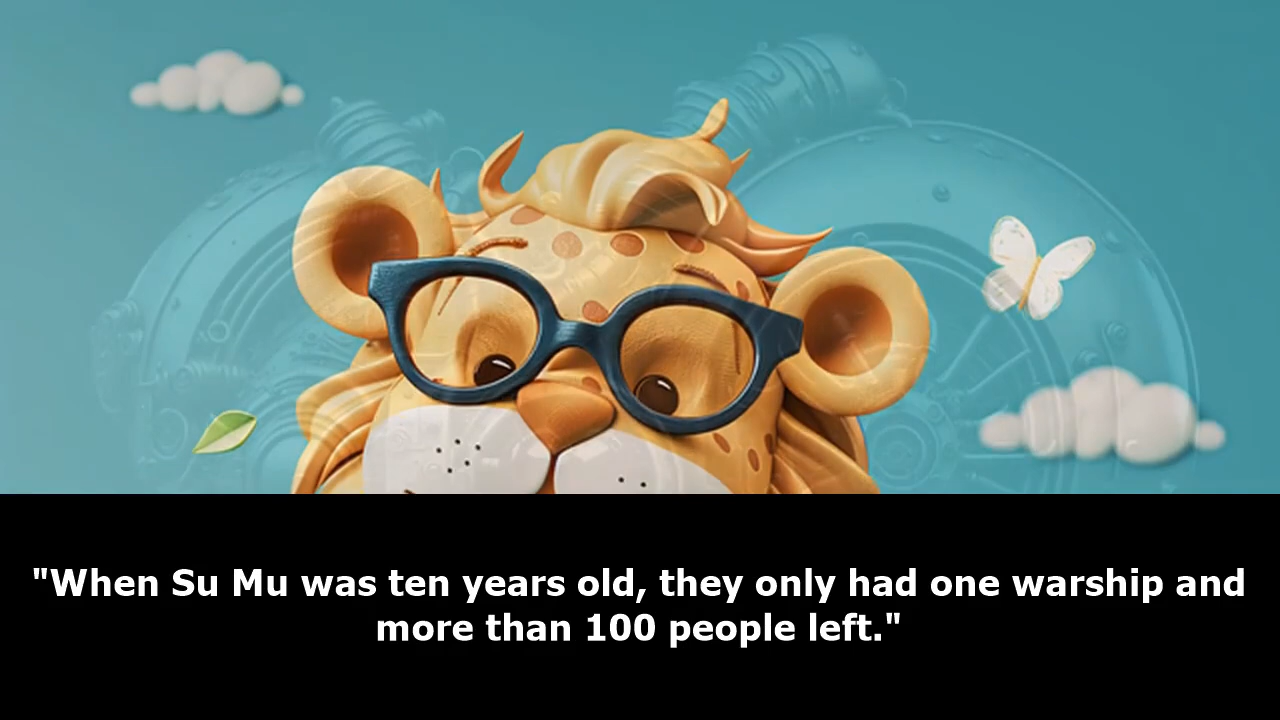 "When Su Mu was ten years old, they only had one warship and
more than 100 people left."